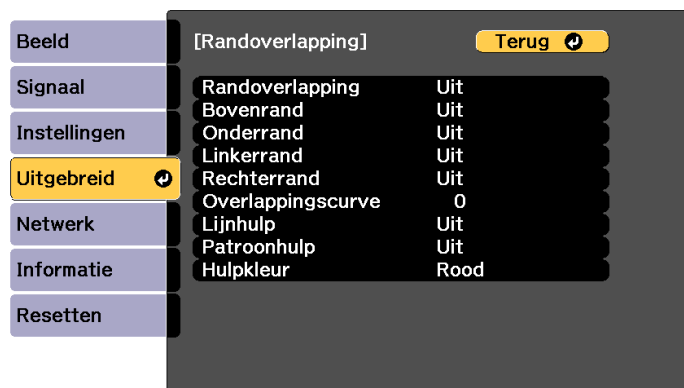 Beeld
Signaal
Instellingen
Uitgebreid
Netwerk
Informatie
Resetten
[Randoverlapping] Terug
Randoverlapping Uit
Bovenrand Uit
Onderrand Uit
Linkerrand Uit
Rechterrand Uit
Overlappingscurve 0
Lijnhulp Uit
Patroonhulp Uit
Hulpkleur Rood